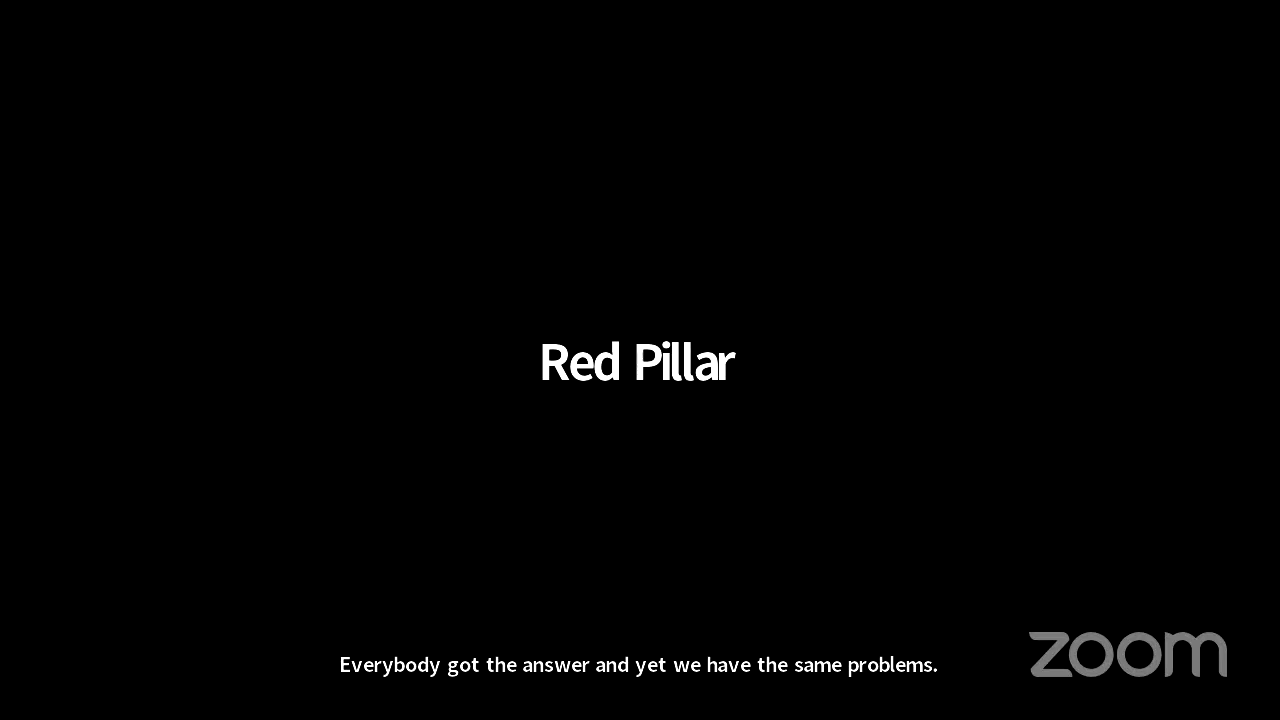 Red Pillar
Everybody got the answer and yet we have the same problems.
zoom